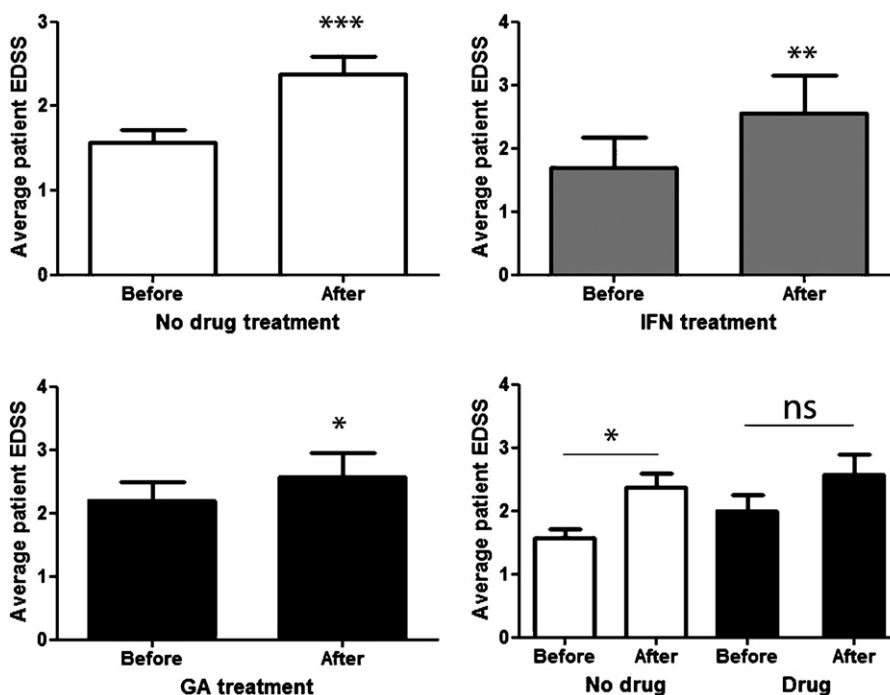 Average patient EDSS
3
2
1
0
***
Before
After
No drug treatment
Average patient EDSS
4
3
2
1
0
**
Before
After
IFN treatment
Average patient EDSS
4
3
2
1
0
*
Before
After
GA treatment
Average patient EDSS
4
3
2
1
0
*
ns
Before
After
Before
After
No drug
Drug